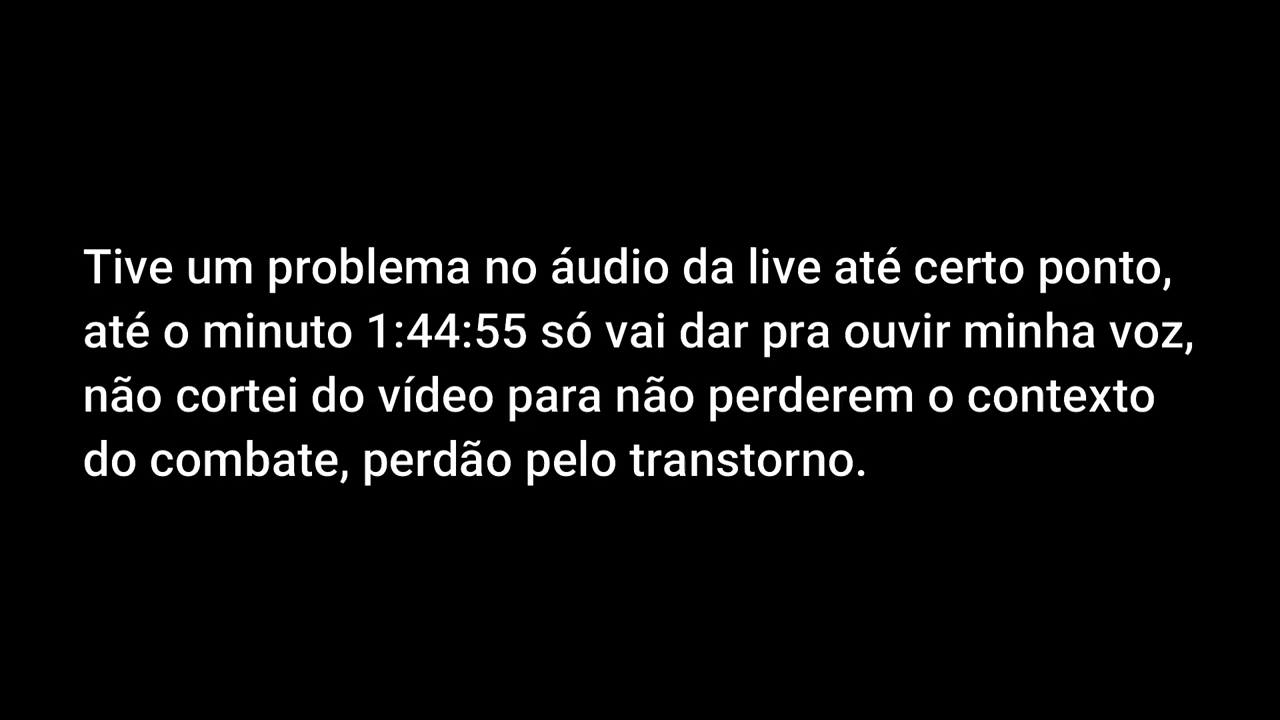 Tive um problema no áudio da live até certo ponto,
até o minuto 1:44:55 só vai dar pra ouvir minha voz,
não cortei do vídeo para não perderem o contexto
do combate, perdão pelo transtorno.